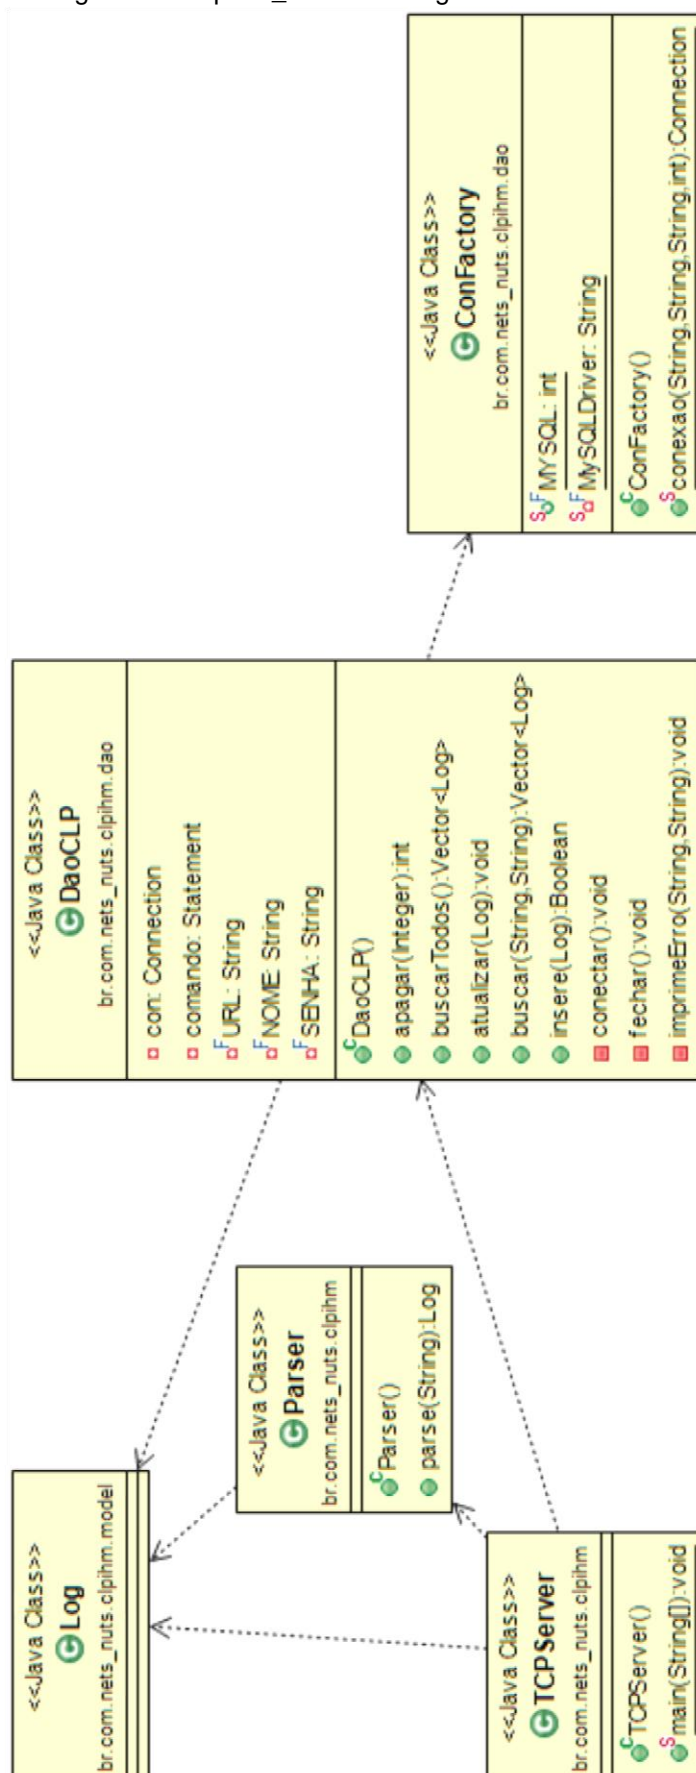 <<Java Class>>
Log
br.com.nets_nuts.clpihm.model
<<Java Class>>
Parser
br.com.nets_nuts.clpihm
Parser()
parse(String):Log
<<Java Class>>
TCPServer
br.com.nets_nuts.clpihm
TCPServer()
main(String[]):void
<<Java Class>>
DaoCLP
br.com.nets_nuts.clpihm.dao
con: Connection
comando: Statement
URL: String
NOME: String
SENHA: String
DaoCLP()
apagar(Integer):int
buscarTodos():Vector<Log>
atualizar(Log):void
buscar(String,String):Vector<Log>
insere(Log):Boolean
conectar():void
fechar():void
imprimeErro(String,String):void
<<Java Class>>
ConFactory
br.com.nets_nuts.clpihm.dao
MYSQL: int
MySQLDriver: String
ConFactory()
conexao(String,String,String,int):Connection